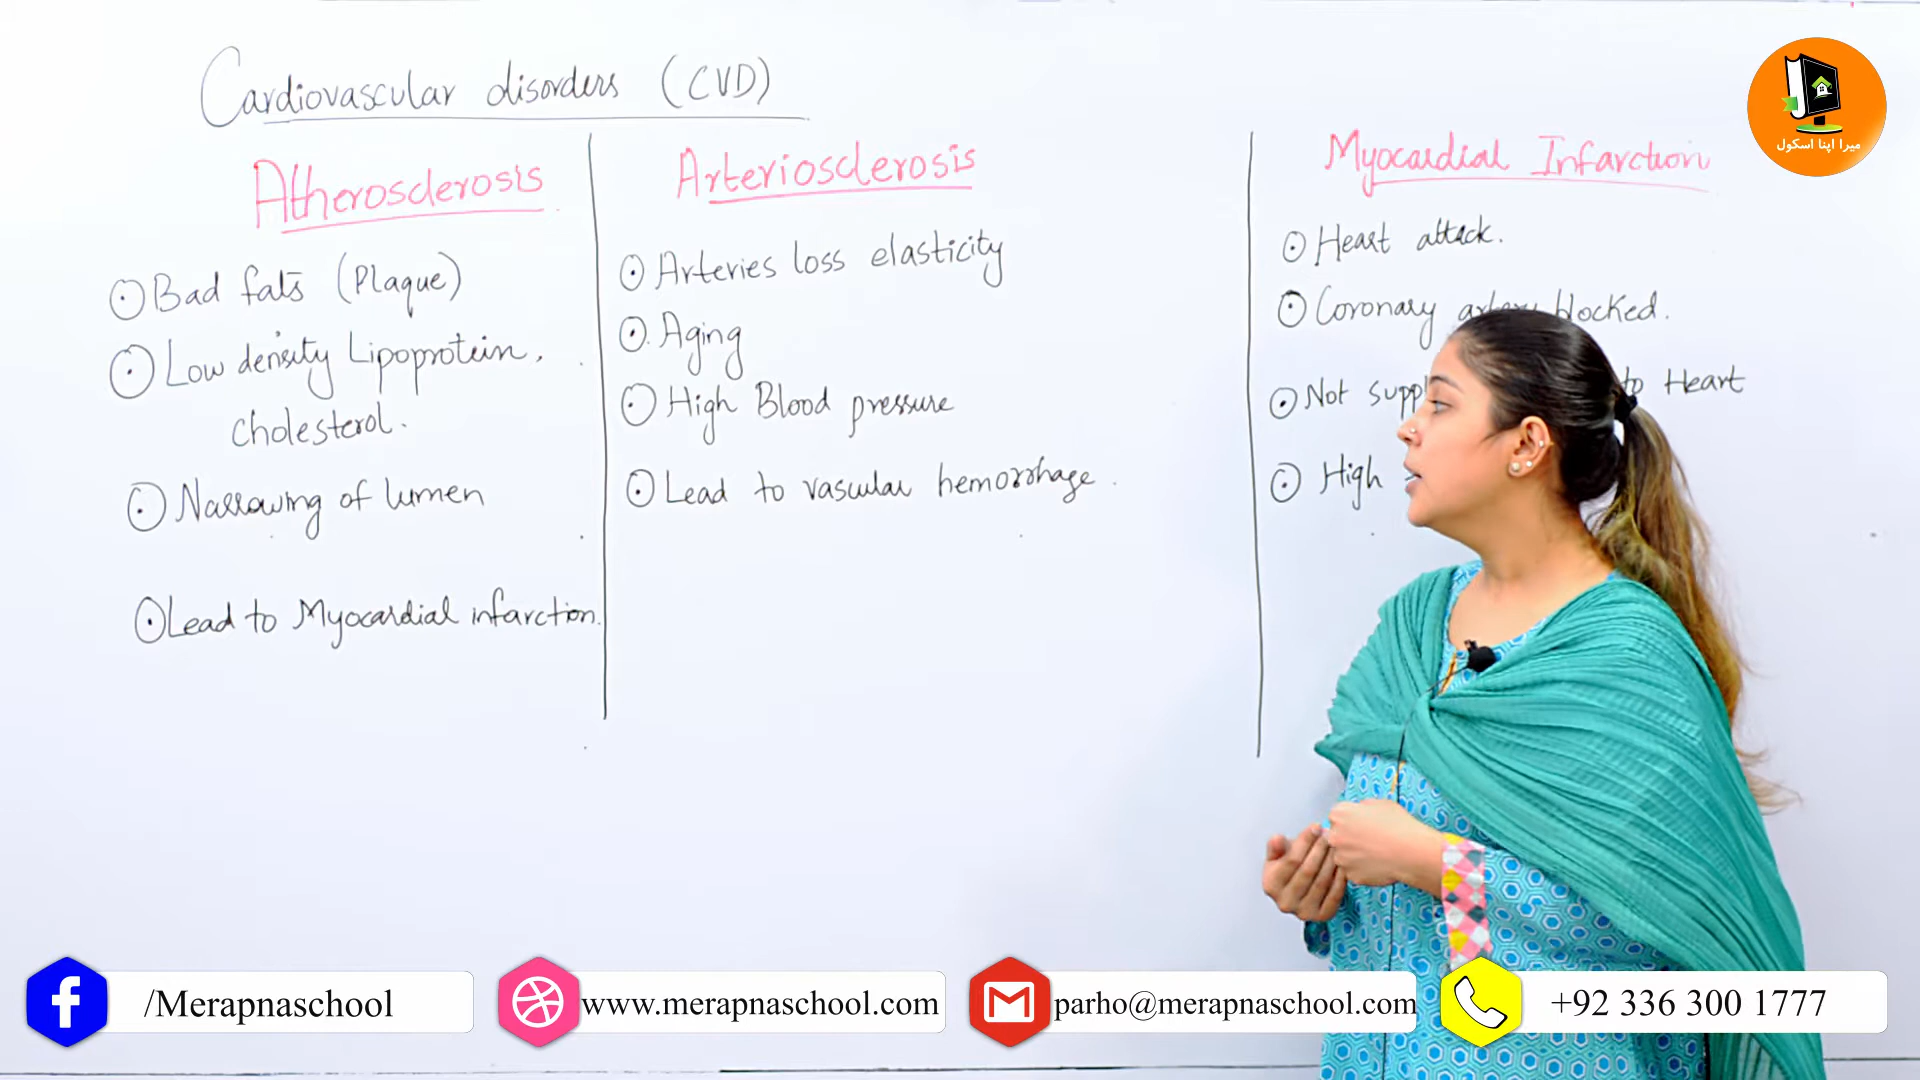 Cardiovascular disorders (CVD)
Atherosclerosis
Bad fats (Plaque)
Low density Lipoprotein.
cholesterol.
Narrowing of lumen
Lead to Myocardial infarction.
Arteriosclerosis
Arteries loss elasticity
Aging
High Blood pressure
Lead to vascular hemorrhage.
Myocardial Infarction
Heart attack.
Coronary artery blocked.
Not to Heart
High
میرا اپنا اسکول
/Merapnaschool
www.merapnaschool.com
parho@merapnaschool.com
+92 336 300 1777